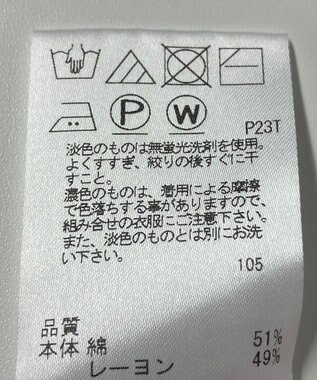 P W P23T
淡色のものは無蛍光洗剤を使用。
よくすすぎ、絞りの後すぐに干
すこと。
濃色のものは、着用による摩擦
で色落ちする事がありますので、
組み合せの衣服にご注意下さい。
また、淡色のものとは別にお洗
い下さい。
105
品質
本体 綿 51%
レーヨン 49%